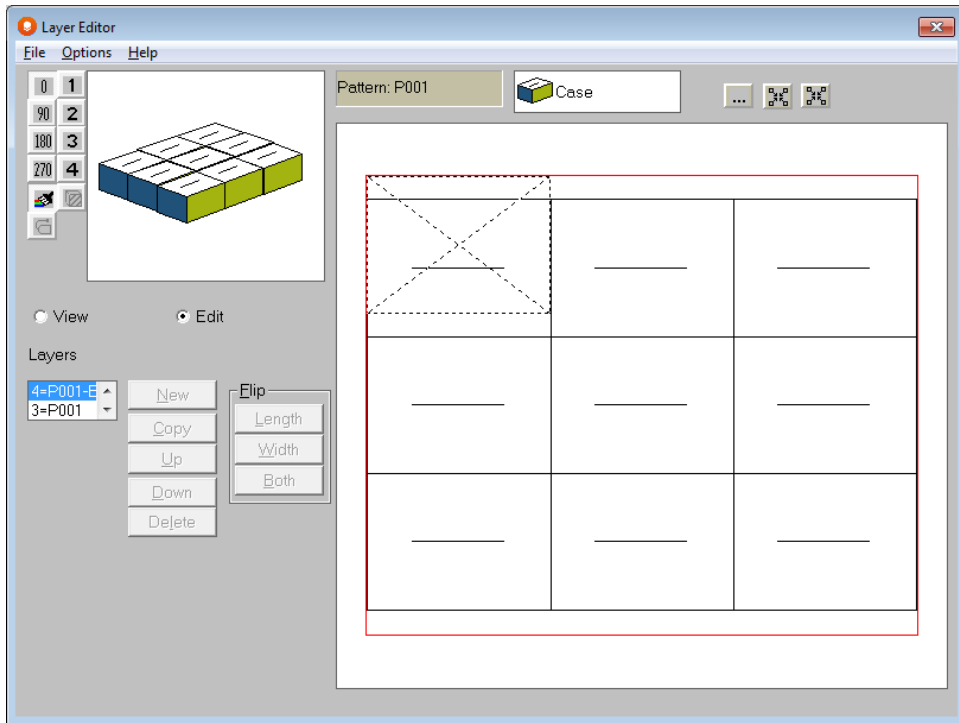 Layer Editor
File Options Help
0 1
90 2
180 3
270 4
Pattern: P001
Case
...
View Edit
Layers
4=P001-E
3=P001
New
Copy
Up
Down
Delete
Flip
Length
Width
Both